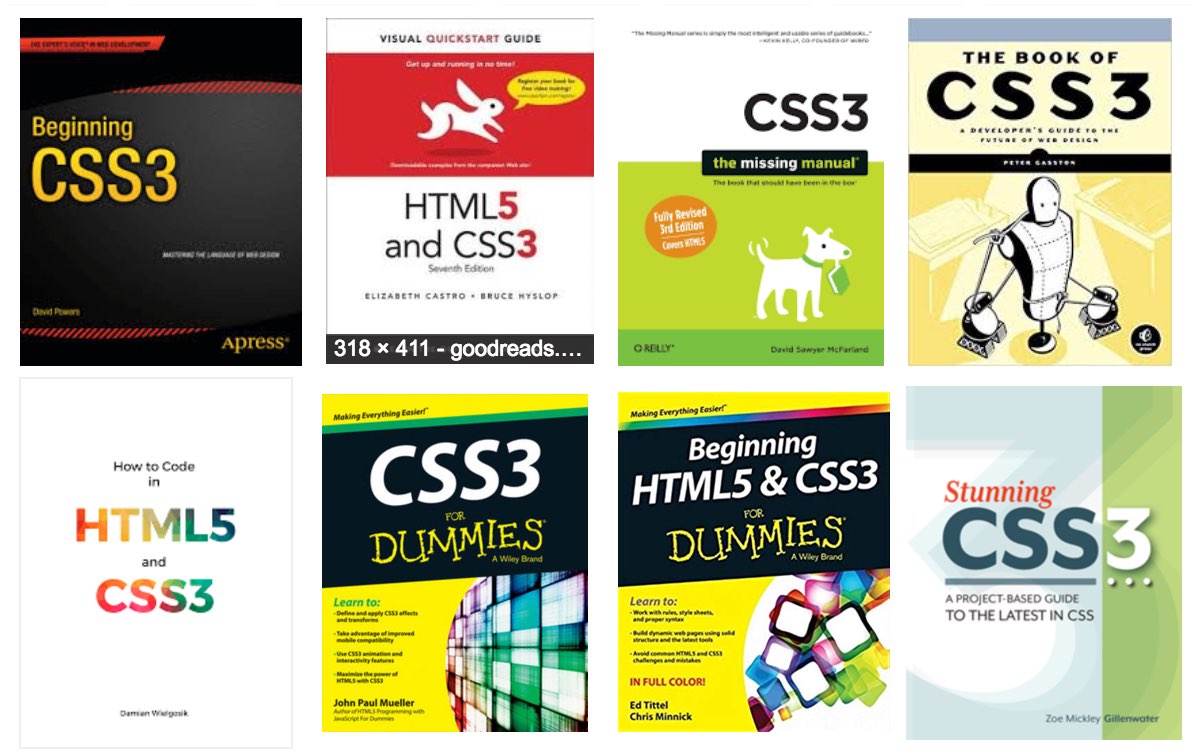 THE EXPERT'S VOICE® IN WEB DEVELOPMENT
Beginning
CSS3
MASTERING THE LANGUAGE OF WEB DESIGN
David Powers
Apress®
VISUAL QUICKSTART GUIDE
Get up and running in no time!
Register your book for
free video training!
Downloadable examples from the companion Web site!
HTML5
and CSS3
Seventh Edition
ELIZABETH CASTRO • BRUCE HYSLOP
318 × 411 - goodreads....
"The Missing Manual series is simply the most intelligent and usable series of guidebooks..."
—KEVIN KELLY, CO-FOUNDER OF WIRED
CSS3
the missing manual®
The book that should have been in the box®
Fully Revised
3rd Edition
Covers HTML5
O'REILLY®
David Sawyer McFarland
THE BOOK OF
CSS3
A DEVELOPER'S GUIDE TO THE
FUTURE OF WEB DESIGN
PETER GASSTON
How to Code
in
HTML5
and
CSS3
Damian Wielgosik
Making Everything Easier!™
CSS3
FOR
DUMMIES®
A Wiley Brand
Learn to:
• Define and apply CSS3 effects
and transforms
• Take advantage of improved
mobile compatibility
• Use CSS3 animation and
interactivity features
• Maximize the power of
HTML5 with CSS3
John Paul Mueller
Author of HTML5 Programming with
JavaScript For Dummies
Making Everything Easier!™
Beginning
HTML5 & CSS3
FOR
DUMMIES®
A Wiley Brand
Learn to:
• Work with rules, style sheets,
and proper syntax
• Build dynamic web pages using solid
structure and the latest tools
• Avoid common HTML5 and CSS3
challenges and mistakes
IN FULL COLOR!
Ed Tittel
Chris Minnick
Stunning
CSS3
A PROJECT-BASED GUIDE
TO THE LATEST IN CSS
Zoe Mickley Gillenwater